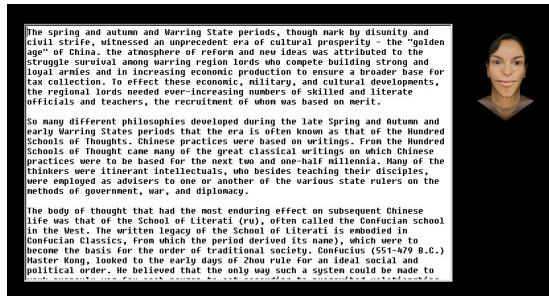 The spring and autumn and Warring State periods, though mark by disunity and
civil strife, witnessed an unprecedent era of cultural prosperity - the "golden
age" of China. the atmosphere of reform and new ideas was attributed to the
struggle survival among warring region lords who compete building strong and
loyal armies and in increasing economic production to ensure a broader base for
tax collection. To effect these economic, military, and cultural developments,
the regional lords needed ever-increasing numbers of skilled and literate
officials and teachers, the recruitment of whom was based on merit.
So many different philosophies developed during the late Spring and Autumn and
early Warring States periods that the era is often known as that of the Hundred
Schools of Thoughts. Chinese practices were based on writings. From the Hundred
Schools of Thought came many of the great classical writings on which Chinese
practices were to be based for the next two and one-half millennia. Many of the
thinkers were itinerant intellectuals, who besides teaching their disciples,
were employed as advisers to one or another of the various state rulers on the
methods of government, war, and diplomacy.
The body of thought that had the most enduring effect on subsequent Chinese
life was that of the School of Literati (ru), often called the Confucian school
in the West. The written legacy of the School of Literati is embodied in
Confucian Classics, from which the period derived its name), which were to
become the basis for the order of traditional society. Confucius (551-479 B.C.)
Master Kong, looked to the early days of Zhou rule for an ideal social and
political order. He believed that the only way such a system could be made to